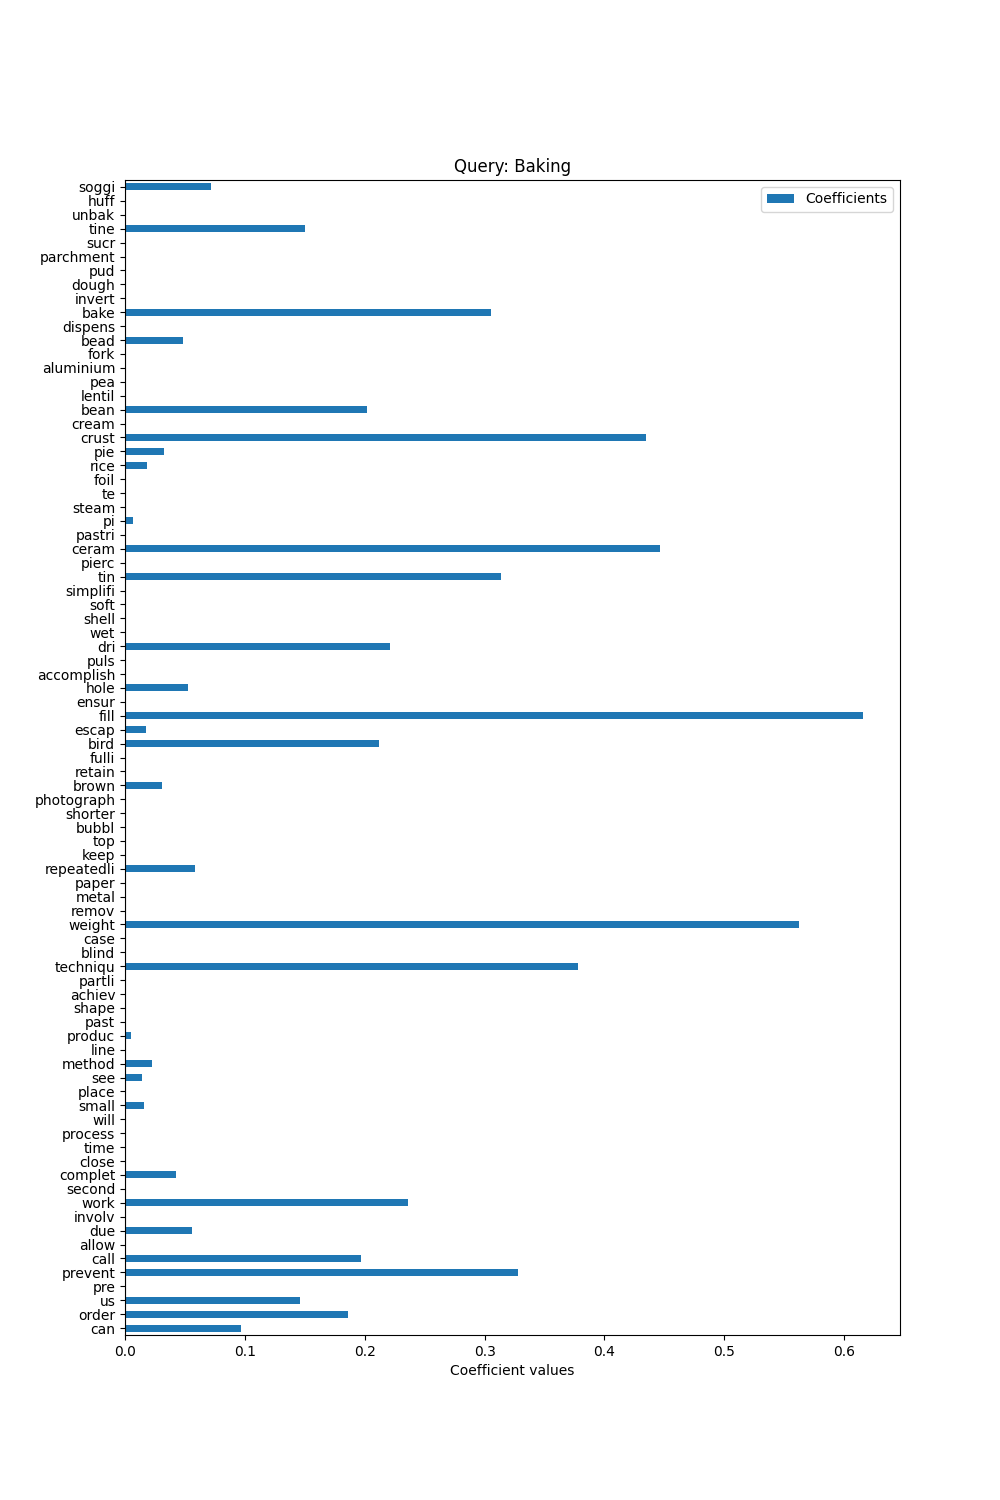 Query: Baking
Coefficients
soggi
huff
unbak
tine
sucr
parchment
pud
dough
invert
bake
dispens
bead
fork
aluminium
pea
lentil
bean
cream
crust
pie
rice
foil
te
steam
pi
pastri
ceram
pierc
tin
simplifi
soft
shell
wet
dri
puls
accomplish
hole
ensur
fill
escap
bird
fulli
retain
brown
photograph
shorter
bubbl
top
keep
repeatedli
paper
metal
remov
weight
case
blind
techniqu
partli
achiev
shape
past
produc
line
method
see
place
small
will
process
time
close
complet
second
work
involv
due
allow
call
prevent
pre
us
order
can
0.0 0.1 0.2 0.3 0.4 0.5 0.6
Coefficient values